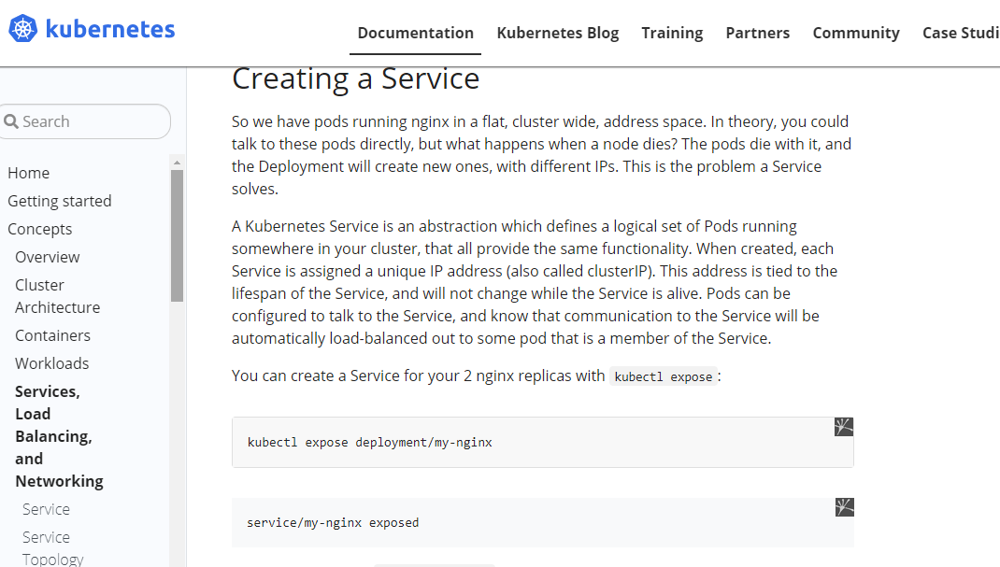 kubernetes
Documentation
Kubernetes Blog
Training
Partners
Community
Case Studi
Search
Home
Getting started
Concepts
Overview
Cluster
Architecture
Containers
Workloads
Services,
Load
Balancing,
and
Networking
Service
Service
Topology
Creating a Service
So we have pods running nginx in a flat, cluster wide, address space. In theory, you could
talk to these pods directly, but what happens when a node dies? The pods die with it, and
the Deployment will create new ones, with different IPs. This is the problem a Service
solves.
A Kubernetes Service is an abstraction which defines a logical set of Pods running
somewhere in your cluster, that all provide the same functionality. When created, each
Service is assigned a unique IP address (also called clusterIP). This address is tied to the
lifespan of the Service, and will not change while the Service is alive. Pods can be
configured to talk to the Service, and know that communication to the Service will be
automatically load-balanced out to some pod that is a member of the Service.
You can create a Service for your 2 nginx replicas with kubectl expose:
kubectl expose deployment/my-nginx
service/my-nginx exposed